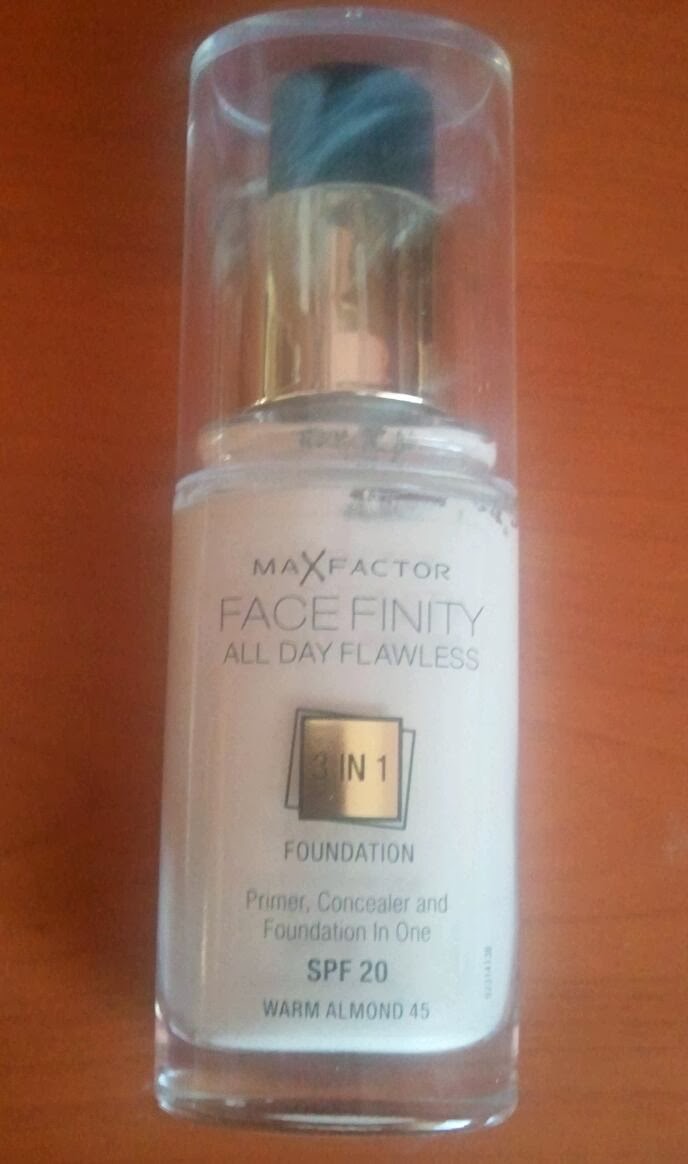 MAXFACTOR
FACE FINITY
ALL DAY FLAWLESS
3 IN 1
FOUNDATION
Primer, Concealer and
Foundation In One
SPF 20
WARM ALMOND 45